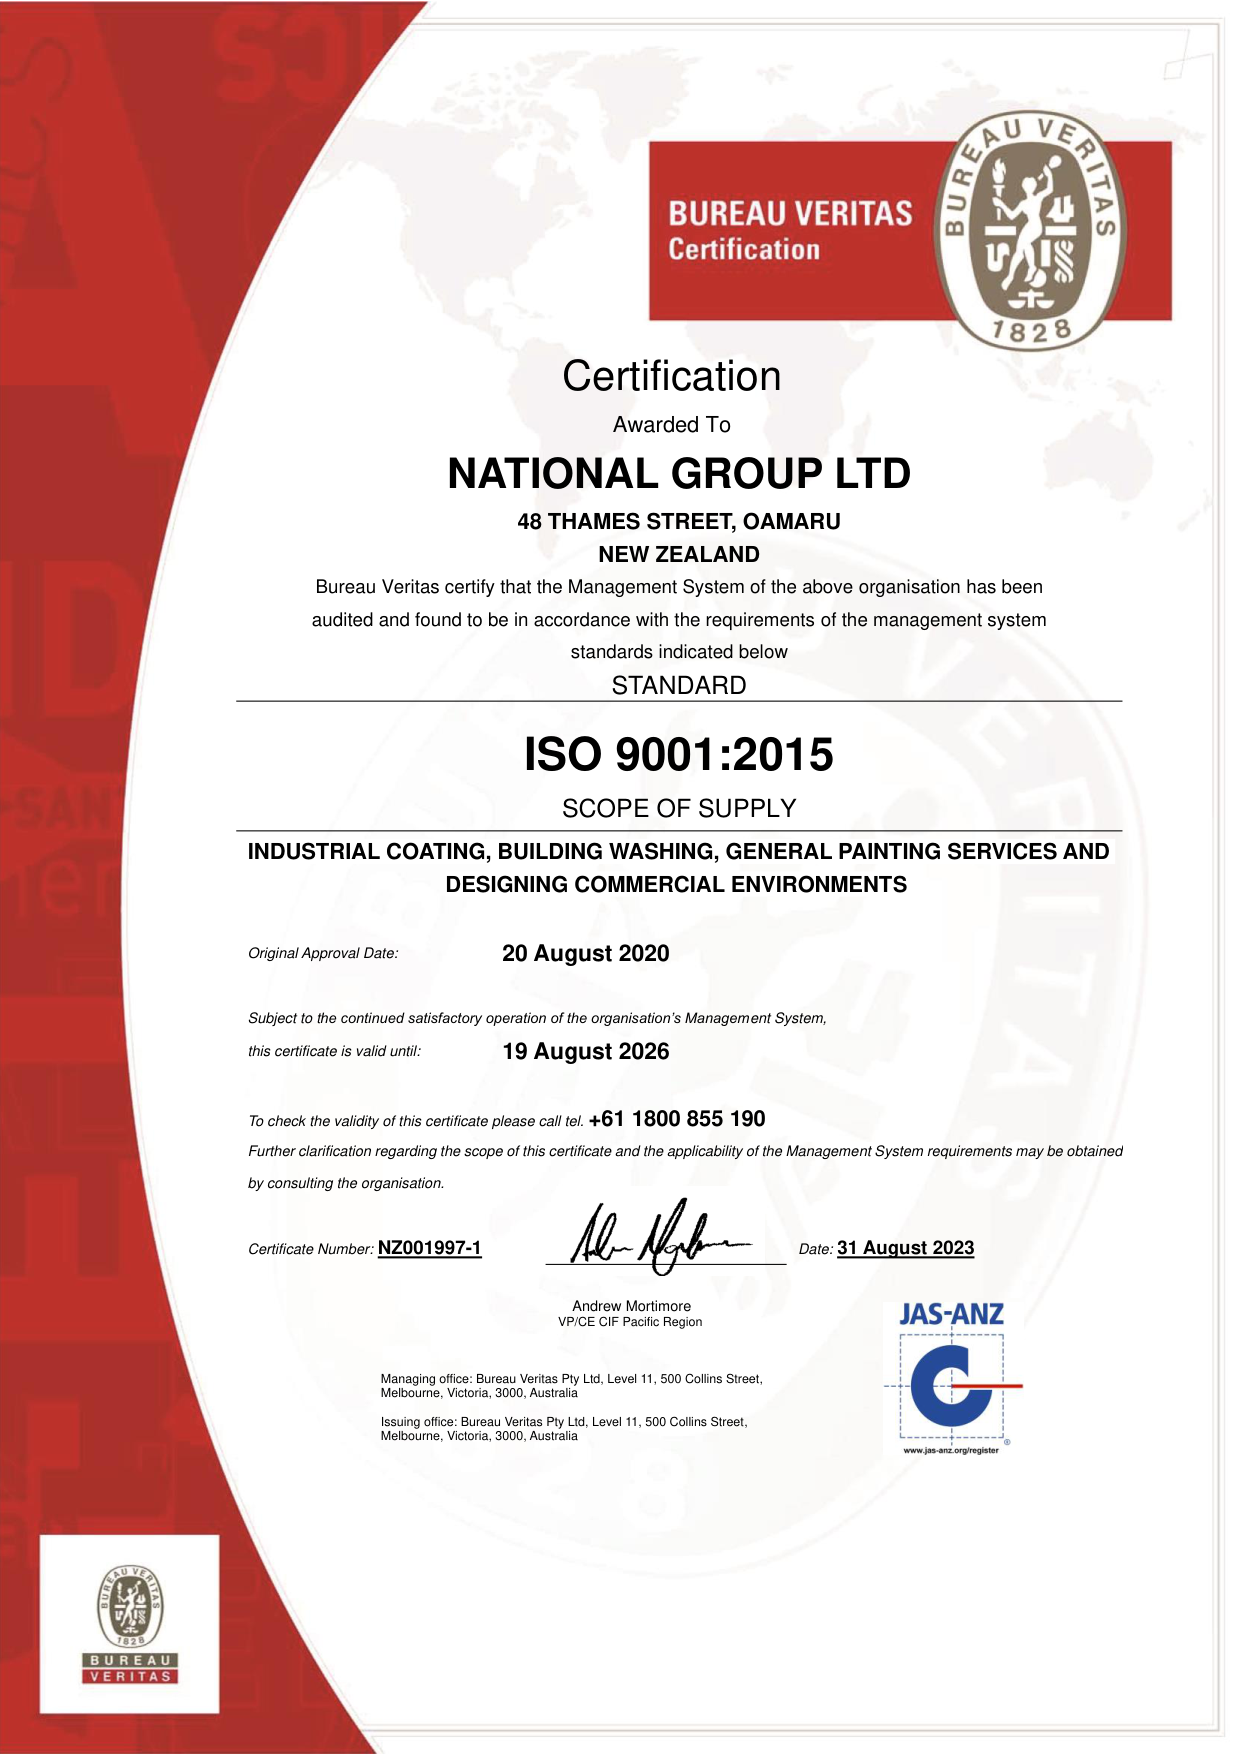 BUREAU VERITAS
Certification
BUREAU VERITAS
1828
Certification
Awarded To
NATIONAL GROUP LTD
48 THAMES STREET, OAMARU
NEW ZEALAND
Bureau Veritas certify that the Management System of the above organisation has been
audited and found to be in accordance with the requirements of the management system
standards indicated below
STANDARD
ISO 9001:2015
SCOPE OF SUPPLY
INDUSTRIAL COATING, BUILDING WASHING, GENERAL PAINTING SERVICES AND
DESIGNING COMMERCIAL ENVIRONMENTS
Original Approval Date: 20 August 2020
Subject to the continued satisfactory operation of the organisation's Management System,
this certificate is valid until: 19 August 2026
To check the validity of this certificate please call tel. +61 1800 855 190
Further clarification regarding the scope of this certificate and the applicability of the Management System requirements may be obtained
by consulting the organisation.
Certificate Number: NZ001997-1 Date: 31 August 2023
Andrew Mortimore
VP/CE CIF Pacific Region
JAS-ANZ
Managing office: Bureau Veritas Pty Ltd, Level 11, 500 Collins Street,
Melbourne, Victoria, 3000, Australia
Issuing office: Bureau Veritas Pty Ltd, Level 11, 500 Collins Street,
Melbourne, Victoria, 3000, Australia
®
www.jas-anz.org/register
BUREAU VERITAS
1828
BUREAU
VERITAS